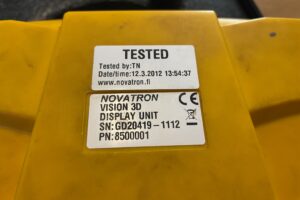 TESTED
Tested by:TN
Date/time:12.3.2012 13:54:37
www.novatron.fi
NOVATRON
VISION 3D
DISPLAY UNIT
SN:GD20419-1112
PN:8500001
CE